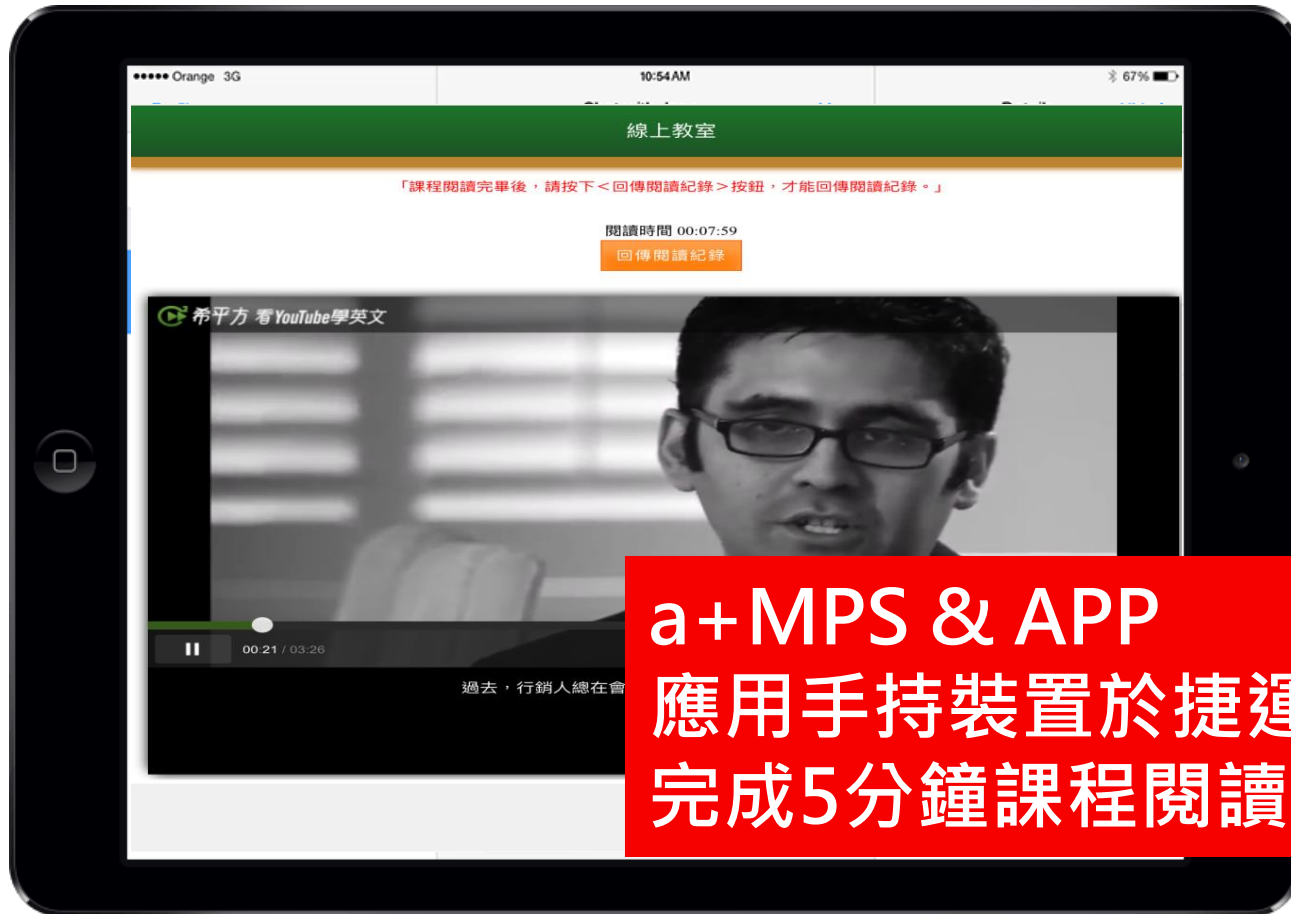 Orange 3G
10:54 AM
67%
線上教室
「課程閱讀完畢後，請按下＜回傳閱讀紀錄＞按鈕，才能回傳閱讀紀錄。」
閱讀時間 00:07:59
回傳閱讀紀錄
希平方 看YouTube學英文
00:21 / 03:26
過去，行銷人總在會
a+MPS & APP
應用手持裝置於捷運
完成5分鐘課程閱讀